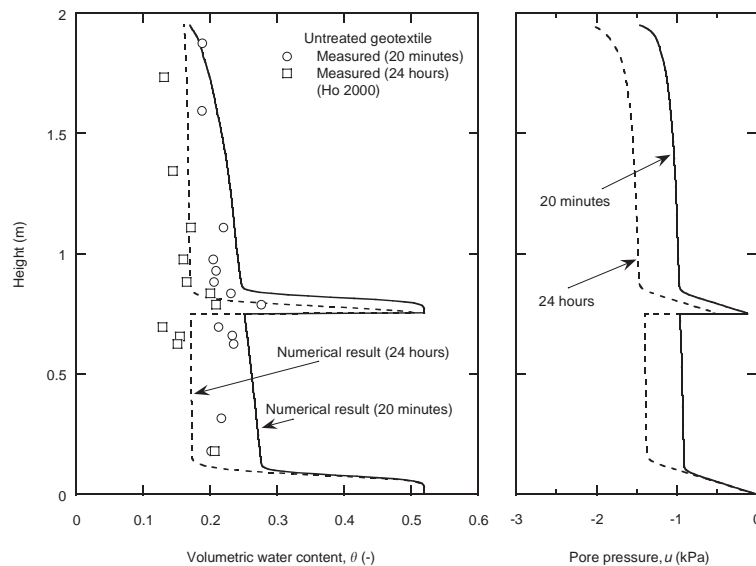 2
1.5
1
0.5
0
Height (m)
Untreated geotextile
Measured (20 minutes)
Measured (24 hours)
(Ho 2000)
Numerical result (24 hours)
Numerical result (20 minutes)
0 0.1 0.2 0.3 0.4 0.5 0.6
Volumetric water content, θ (-)
20 minutes
24 hours
-3 -2 -1 0
Pore pressure, u (kPa)